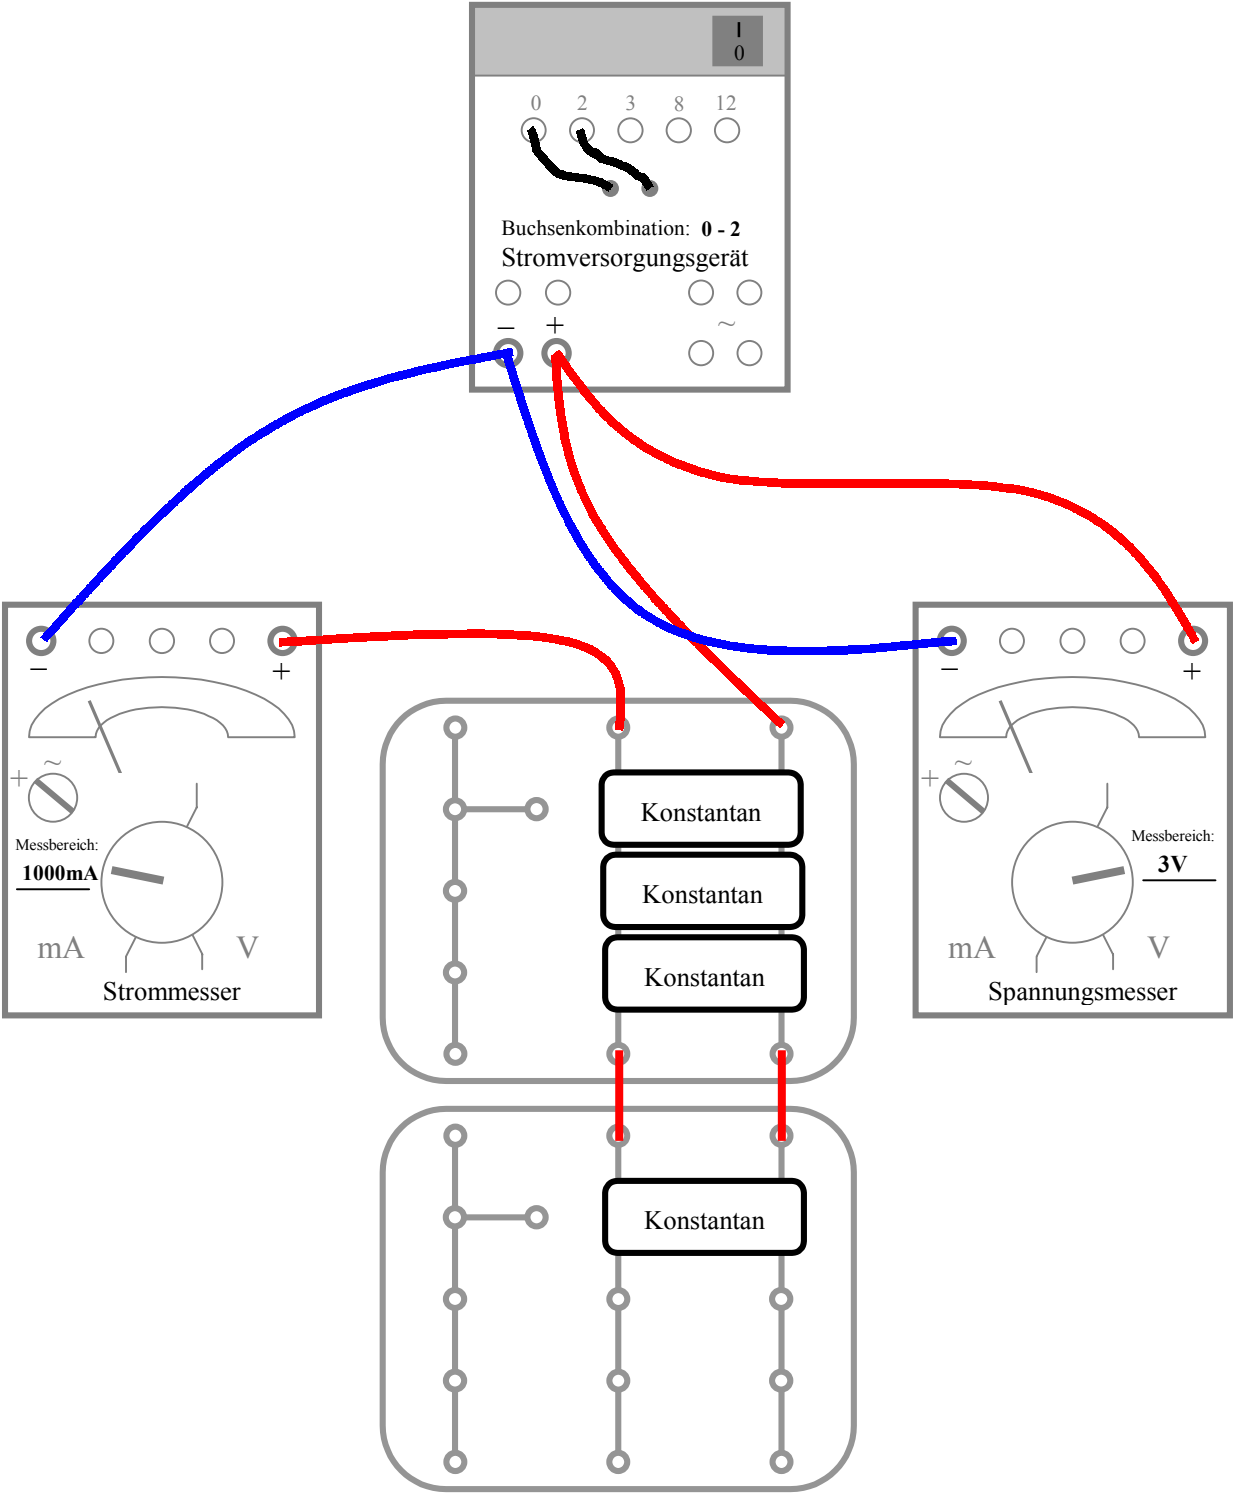 I
0
0 2 3 8 12
Buchsenkombination: 0 - 2
Stromversorgungsgerät
– +
~
– +
+ ~
Messbereich:
1000mA
mA V
Strommesser
– +
+ ~
Messbereich:
3V
mA V
Spannungsmesser
Konstantan
Konstantan
Konstantan
Konstantan